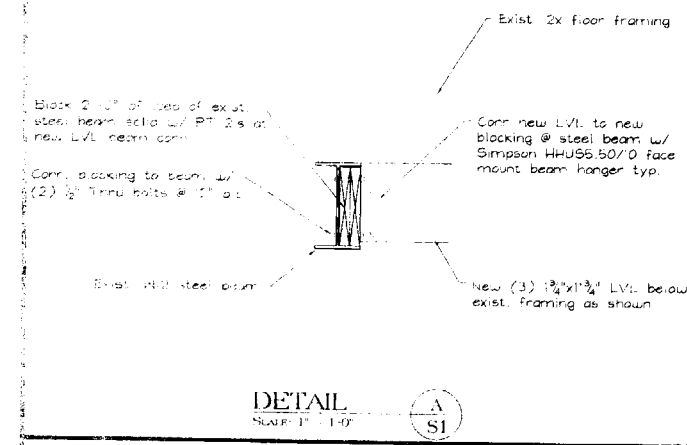 Exist. 2x floor framing
Block 2'-0" of web of exist.
steel beam solid w/ PT 2x's at
new LVL beam conn.
Conn. blocking to beam w/
(2) ½" Thru bolts @ 12" o.c.
Exist. steel beam
Conn new LVL to new
blocking @ steel beam w/
Simpson HHUS5.50/10 face
mount beam hanger typ.
New (3) 1¾"x11¾" LVL below
exist. framing as shown
DETAIL
SCALE: 1" 1'-0"
A
S1